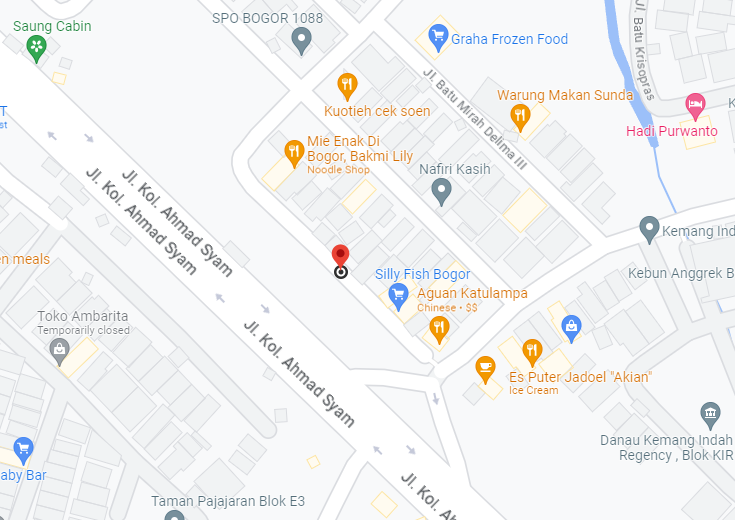 SPO BOGOR 1088
Saung Cabin
Graha Frozen Food
Jl. Batu Krisopras
Jl. Batu Mirah Delima III
Kuotieh cek soen
Warung Makan Sunda
Hadi Purwanto
Mie Enak Di
Bogor, Bakmi Lily
Noodle Shop
Nafiri Kasih
Jl. Kol. Ahmad Syam
Jl. Kol. Ahmad Syam
Kemang Ind
en meals
Silly Fish Bogor
Kebun Anggrek B
Aguan Katulampa
Chinese • $$
Toko Ambarita
Temporarily closed
Jl. Kol. Ahmad Syam
Es Puter Jadoel "Akian"
Ice Cream
Danau Kemang Indah
Regency , Blok KIR
aby Bar
Taman Pajajaran Blok E3
Jl. Kol. Ah